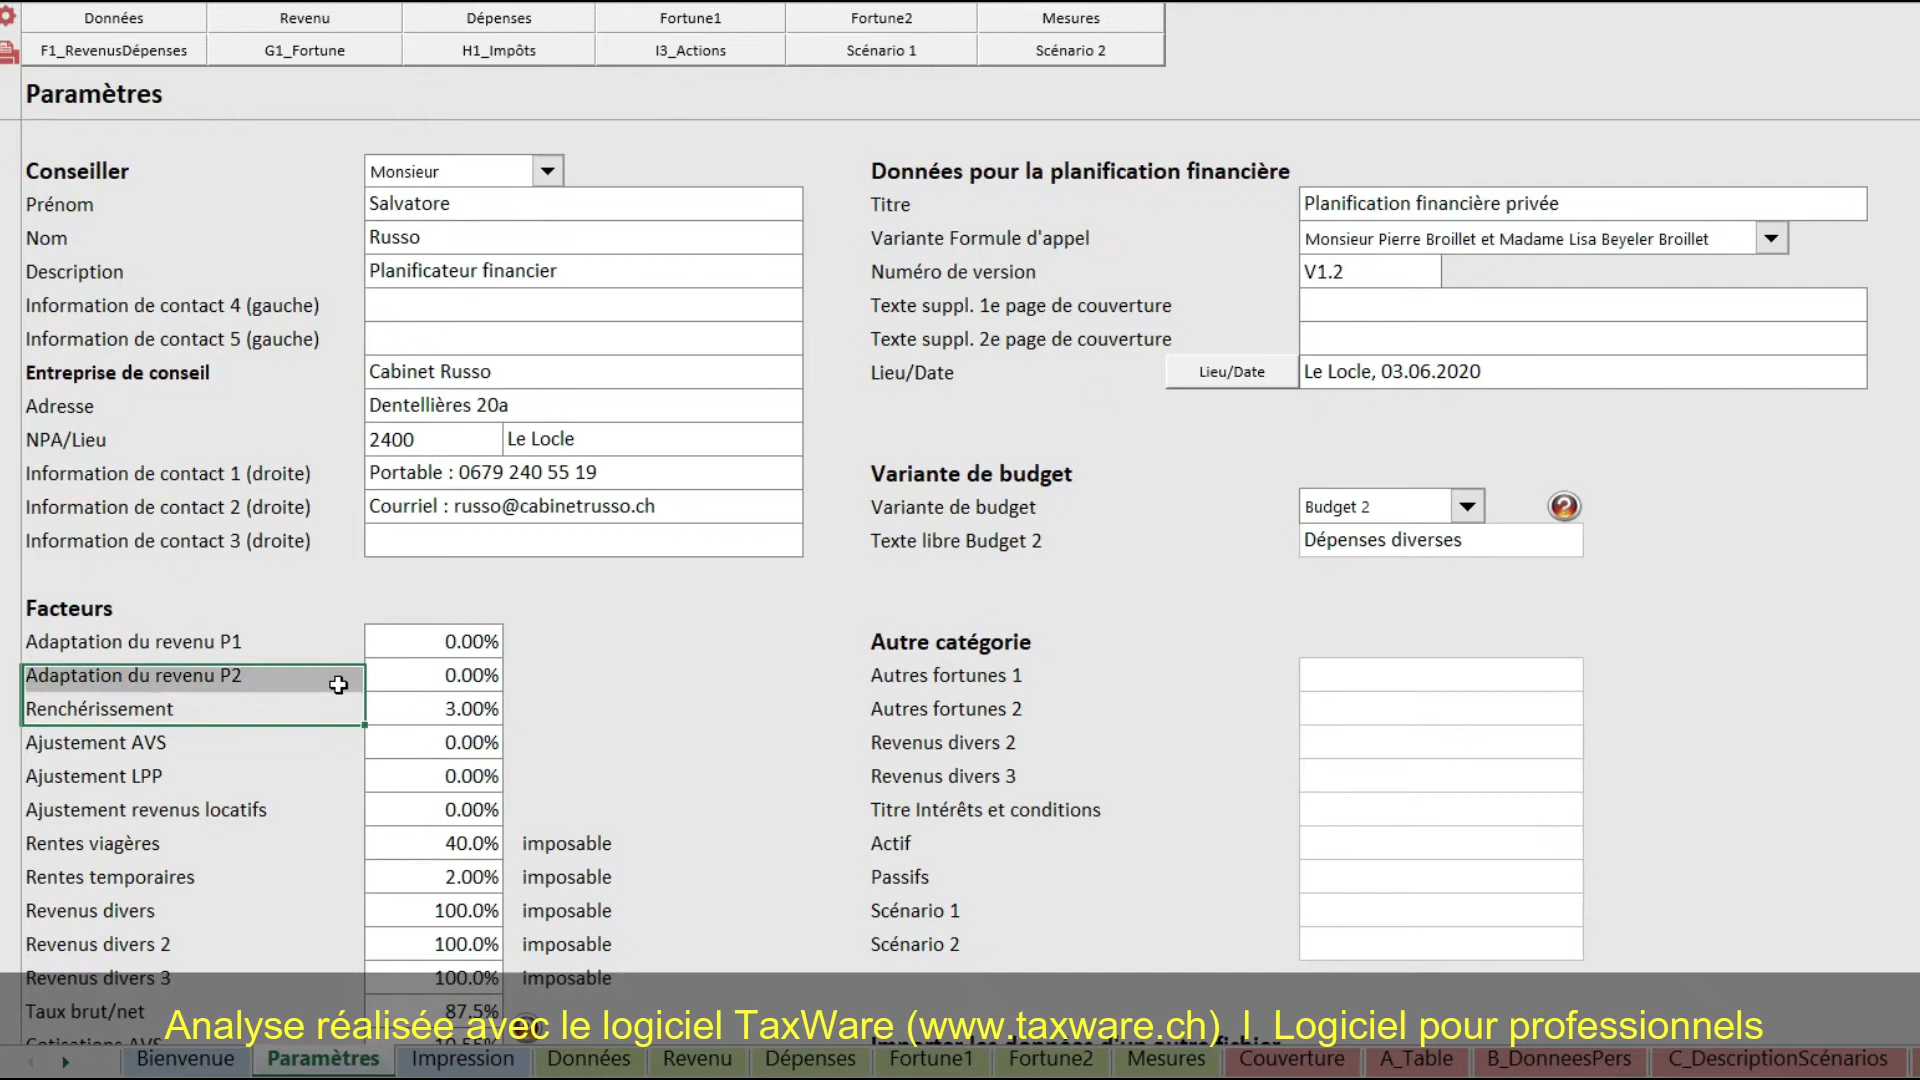 Données Revenu Dépenses Fortune1 Fortune2 Mesures
F1_RevenusDépenses G1_Fortune H1_Impôts I3_Actions Scénario 1 Scénario 2
Paramètres
Conseiller Monsieur
Prénom Salvatore
Nom Russo
Description Planificateur financier
Information de contact 4 (gauche)
Information de contact 5 (gauche)
Entreprise de conseil Cabinet Russo
Adresse Dentellières 20a
NPA/Lieu 2400 Le Locle
Information de contact 1 (droite) Portable : 0679 240 55 19
Information de contact 2 (droite) Courriel : russo@cabinetrusso.ch
Information de contact 3 (droite)
Données pour la planification financière
Titre Planification financière privée
Variante Formule d'appel Monsieur Pierre Broillet et Madame Lisa Beyeler Broillet
Numéro de version V1.2
Texte suppl. 1e page de couverture
Texte suppl. 2e page de couverture
Lieu/Date Lieu/Date Le Locle, 03.06.2020
Variante de budget
Variante de budget Budget 2
Texte libre Budget 2 Dépenses diverses
Facteurs
Adaptation du revenu P1 0.00%
Adaptation du revenu P2 0.00%
Renchérissement 3.00%
Ajustement AVS 0.00%
Ajustement LPP 0.00%
Ajustement revenus locatifs 0.00%
Rentes viagères 40.0% imposable
Rentes temporaires 2.00% imposable
Revenus divers 100.0% imposable
Revenus divers 2 100.0% imposable
Revenus divers 3 100.0% imposable
Taux brut/net 87.5%
Autre catégorie
Autres fortunes 1
Autres fortunes 2
Revenus divers 2
Revenus divers 3
Titre Intérêts et conditions
Actif
Passifs
Scénario 1
Scénario 2
Analyse réalisée avec le logiciel TaxWare (www.taxware.ch) I Logiciel pour professionnels
Bienvenue Paramètres Impression Données Revenu Dépenses Fortune1 Fortune2 Mesures Couverture A_Table B_DonneesPers C_DescriptionScénarios